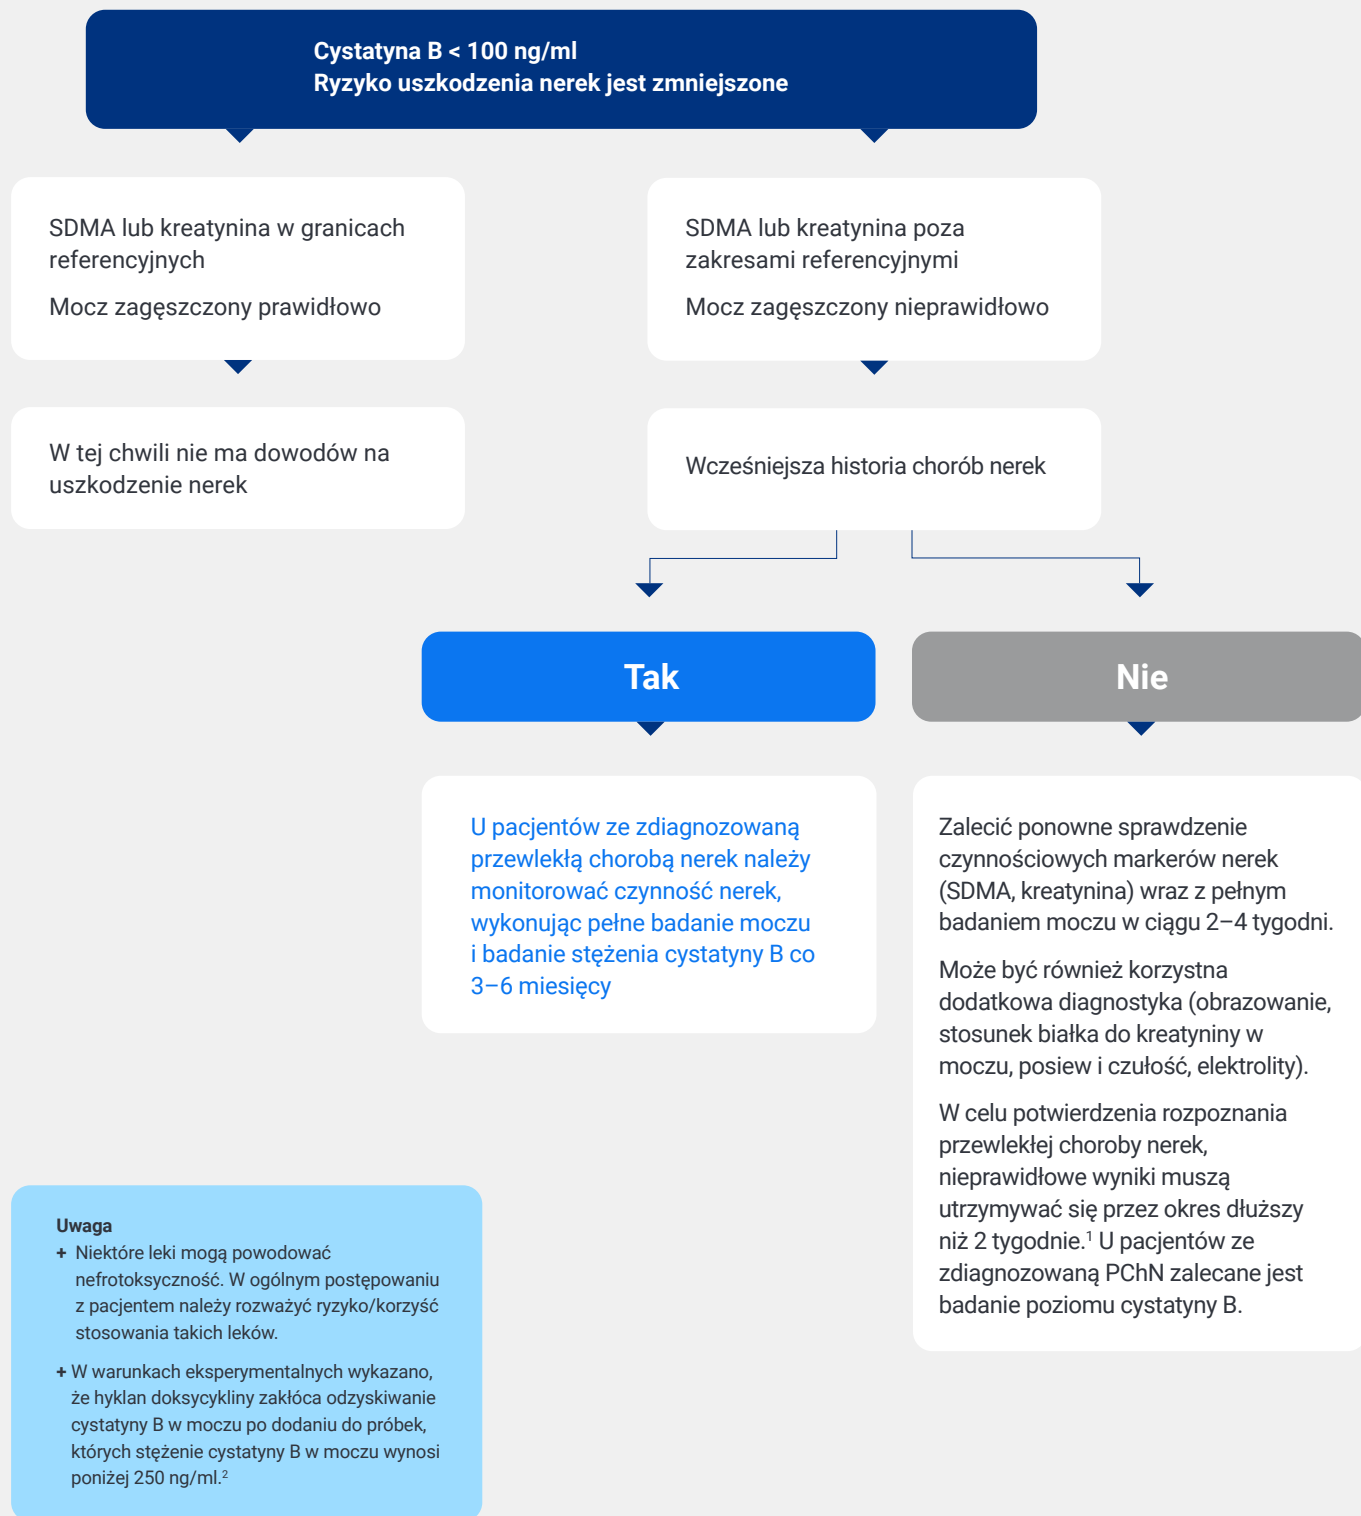 Cystatyna B < 100 ng/ml
Ryzyko uszkodzenia nerek jest zmniejszone
SDMA lub kreatynina w granicach
referencyjnych
Mocz zagęszczony prawidłowo
SDMA lub kreatynina poza
zakresami referencyjnymi
Mocz zagęszczony nieprawidłowo
W tej chwili nie ma dowodów na
uszkodzenie nerek
Wcześniejsza historia chorób nerek
Tak
Nie
U pacjentów ze zdiagnozowaną
przewlekłą chorobą nerek należy
monitorować czynność nerek,
wykonując pełne badanie moczu
i badanie stężenia cystatyny B co
3–6 miesięcy
Zalecić ponowne sprawdzenie
czynnościowych markerów nerek
(SDMA, kreatynina) wraz z pełnym
badaniem moczu w ciągu 2–4 tygodni.
Może być również korzystna
dodatkowa diagnostyka (obrazowanie,
stosunek białka do kreatyniny w
moczu, posiew i czułość, elektrolity).
W celu potwierdzenia rozpoznania
przewlekłej choroby nerek,
nieprawidłowe wyniki muszą
utrzymywać się przez okres dłuższy
niż 2 tygodnie.¹ U pacjentów ze
zdiagnozowaną PChN zalecane jest
badanie poziomu cystatyny B.
Uwaga
+ Niektóre leki mogą powodować
nefrotoksyczność. W ogólnym postępowaniu
z pacjentem należy rozważyć ryzyko/korzyść
stosowania takich leków.
+ W warunkach eksperymentalnych wykazano,
że hyklan doksycykliny zakłóca odzyskiwanie
cystatyny B w moczu po dodaniu do próbek,
których stężenie cystatyny B w moczu wynosi
poniżej 250 ng/ml.²